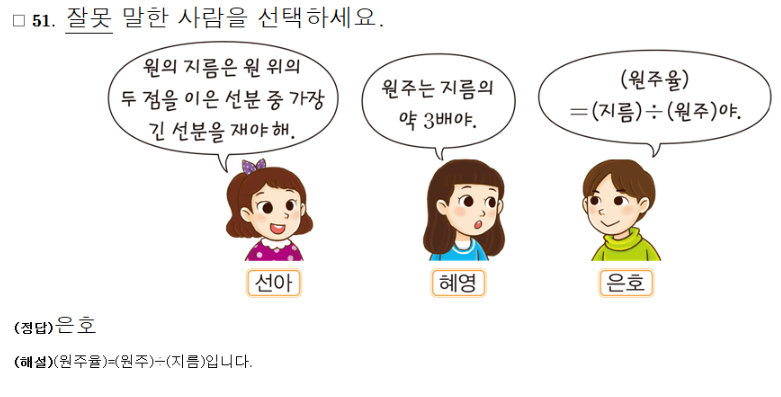 □ 51. 잘못 말한 사람을 선택하세요.
원의 지름은 원 위의
두 점을 이은 선분 중 가장
긴 선분을 재야 해.
원주는 지름의
약 3배야.
(원주율)
=(지름)÷(원주)야.
선아
혜영
은호
(정답)은호
(해설)(원주율)=(원주)÷(지름)입니다.